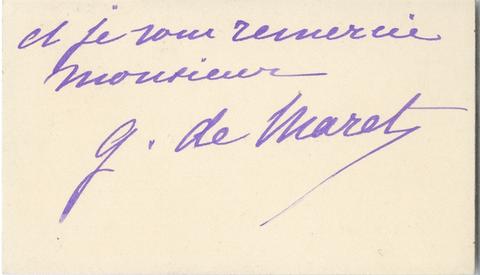 et je vous remercie
Monsieur
G. de Maret